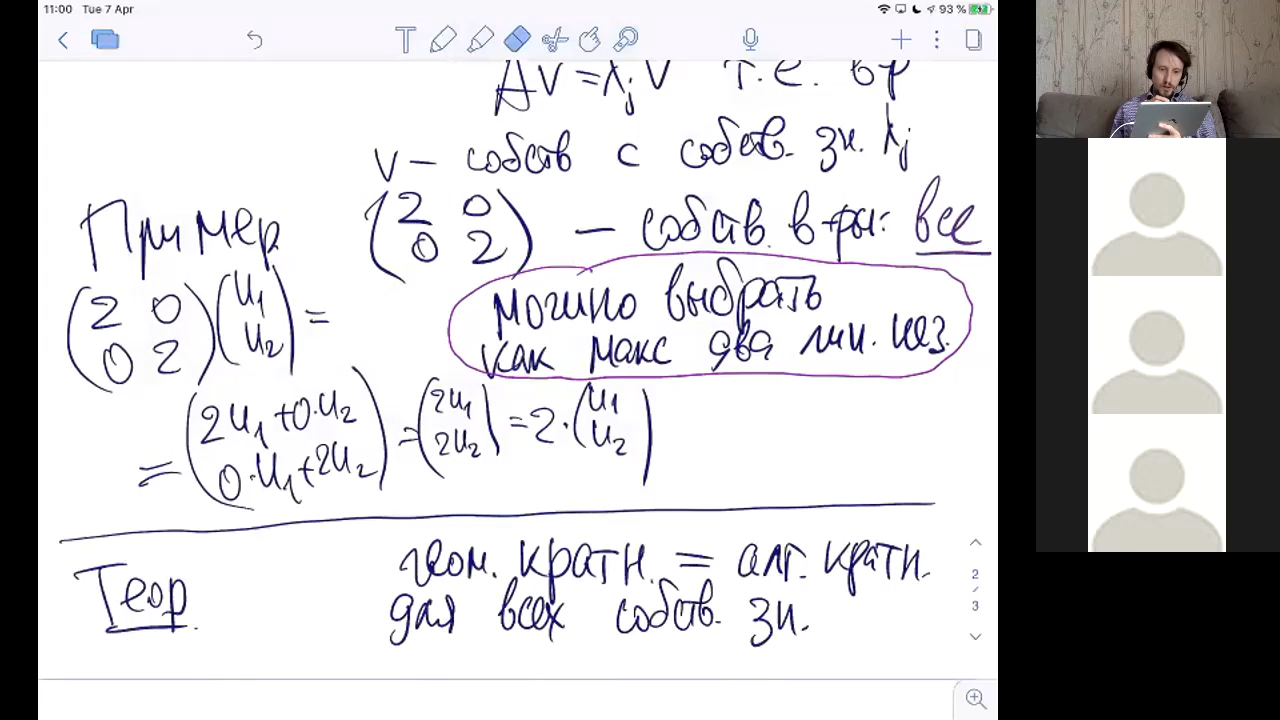 11:00 Tue 7 Apr
93 %
Av = λj v т.е. в-р
v — собств с собств. зн. λj
Пример (2 0 0 2) — собств. в-ры: все
(2 0 0 2)(u1 u2) =
можно выбрать
как макс два лин. нез.
= (2u1+0·u2 0·u1+2u2) = (2u1 2u2) = 2·(u1 u2)
Теор. геом. кратн. = алг. кратн.
для всех собств. зн.
2
/
3